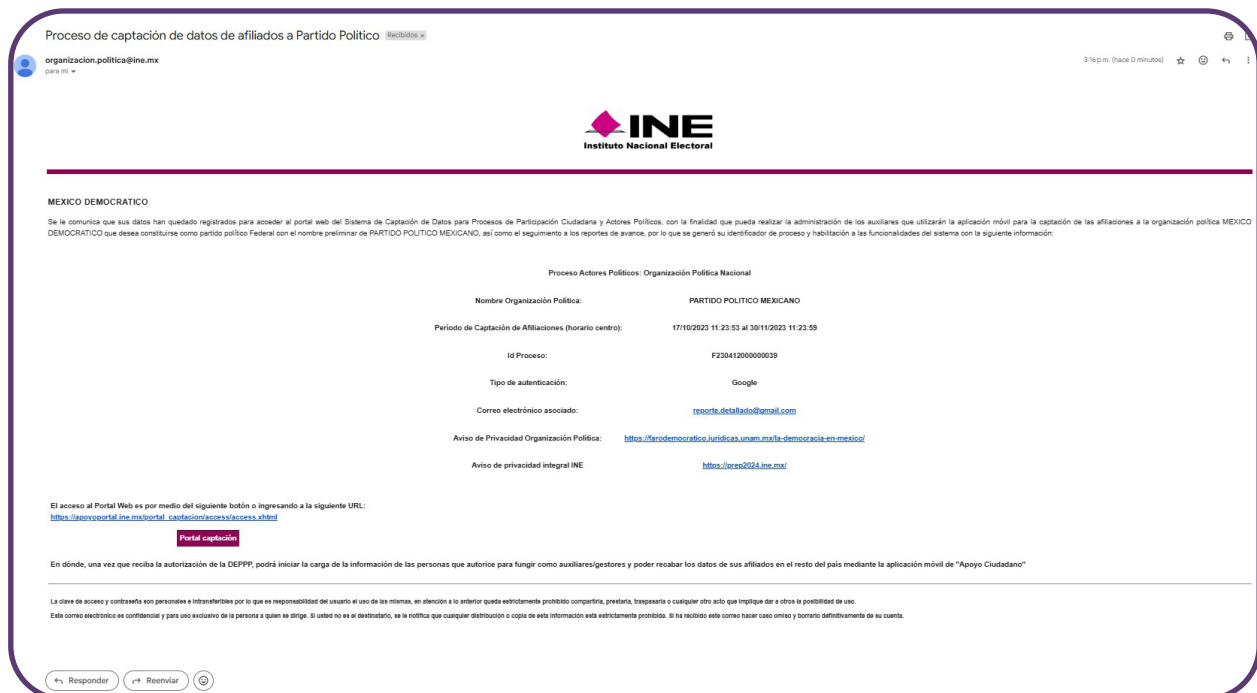 Proceso de captación de datos de afiliados a Partido Político Recibidos x
organizacion.politica@ine.mx
3:16 p.m. (hace 0 minutos)
para mí
INE
Instituto Nacional Electoral
MEXICO DEMOCRATICO
Se le comunica que sus datos han quedado registrados para acceder al portal web del Sistema de Captación de Datos para Procesos de Participación Ciudadana y Actores Políticos, con la finalidad que pueda realizar la administración de los auxiliares que utilizarán la aplicación móvil para la captación de las afiliaciones a la organización política MEXICO
DEMOCRATICO que desea constituirse como partido político Federal con el nombre preliminar de PARTIDO POLITICO MEXICANO, así como el seguimiento a los reportes de avance, por lo que se generó su identificador de proceso y habilitación a las funcionalidades del sistema con la siguiente información:
Proceso Actores Políticos: Organización Política Nacional
Nombre Organización Política: PARTIDO POLITICO MEXICANO
Período de Captación de Afiliaciones (horario centro): 17/10/2023 11:23:53 al 30/11/2023 11:23:59
Id Proceso: F230412000000039
Tipo de autenticación: Google
Correo electrónico asociado: reporte.detallado@gmail.com
Aviso de Privacidad Organización Política: https://farodemocratico.juridicas.unam.mx/la-democracia-en-mexico/
Aviso de privacidad integral INE https://prep2024.ine.mx/
El acceso al Portal Web es por medio del siguiente botón o ingresando a la siguiente URL:
https://apoyoportal.ine.mx/portal_captacion/access/access.xhtml
Portal captación
En dónde, una vez que reciba la autorización de la DEPPP, podrá iniciar la carga de la información de las personas que autorice para fungir como auxiliares/gestores y poder recabar los datos de sus afiliados en el resto del país mediante la aplicación móvil de "Apoyo Ciudadano"
La clave de acceso y contraseña son personales e intransferibles por lo que es responsabilidad del usuario el uso de las mismas, en atención a lo anterior queda estrictamente prohibido compartirla, prestarla, traspasarla o cualquier otro acto que implique dar a otros la posibilidad de uso.
Este correo electrónico es confidencial y para uso exclusivo de la persona a quien se dirige. Si usted no es el destinatario, se le notifica que cualquier distribución o copia de esta información está estrictamente prohibida. Si ha recibido este correo hacer caso omiso y borrarlo definitivamente de su cuenta.
Responder Reenviar